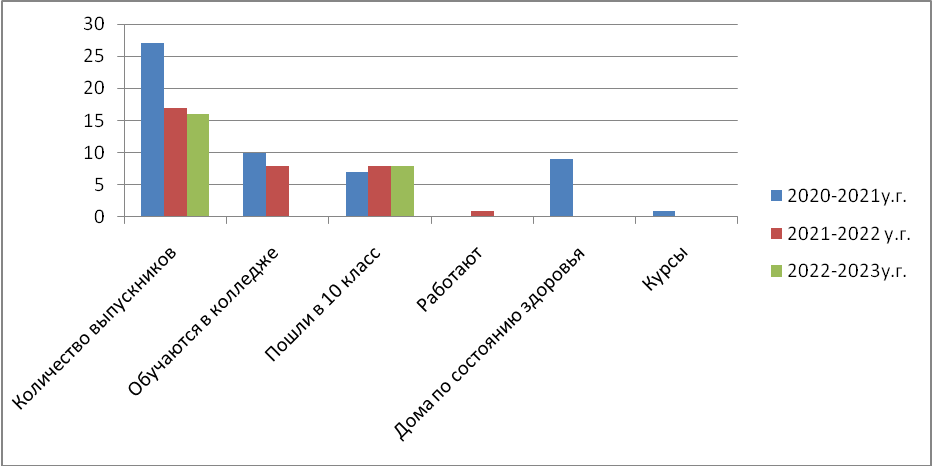 30
25
20
15
10
5
0
Количество выпускников
Обучаются в колледже
Пошли в 10 класс
Работают
Дома по состоянию здоровья
Курсы
2020-2021у.г.
2021-2022 у.г.
2022-2023у.г.